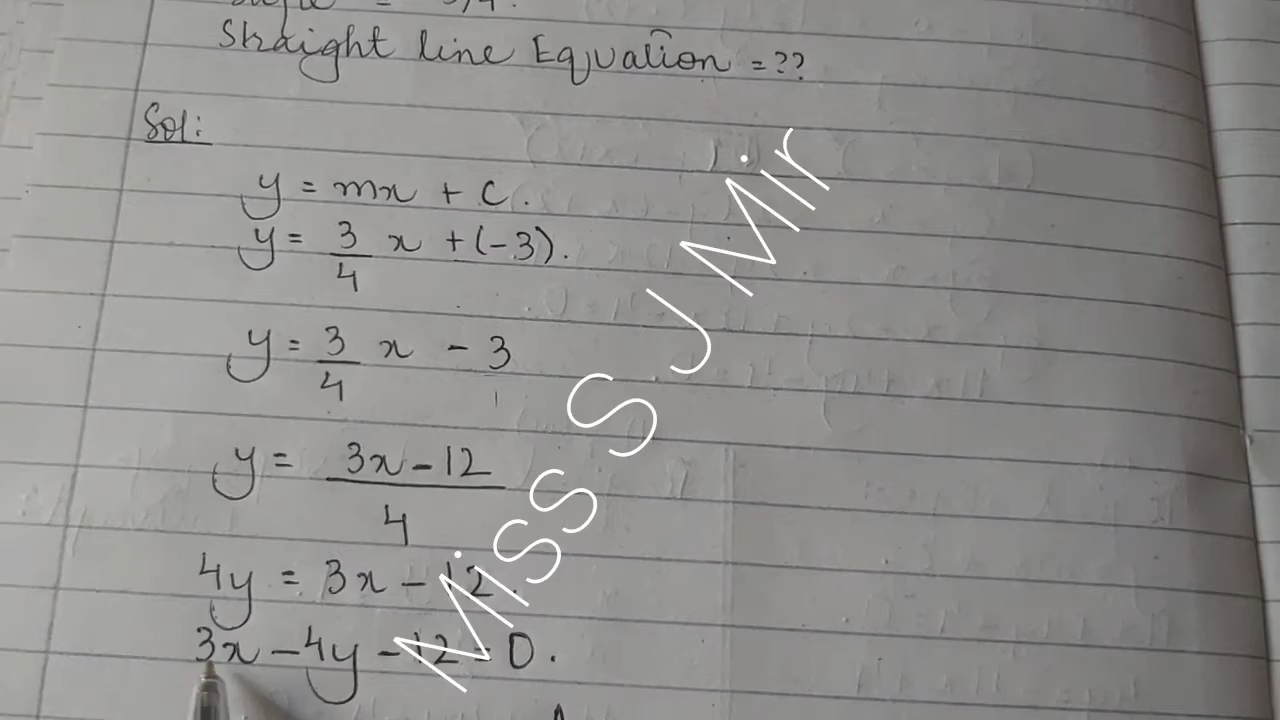 Straight line Equation = ??
Sol:
y = mx + c.
y = 3/4 x + (-3).
y = 3/4 x - 3
y = 3x - 12 / 4
4y = 3x - 12.
3x - 4y - 12 = 0.
Miss S J Mir